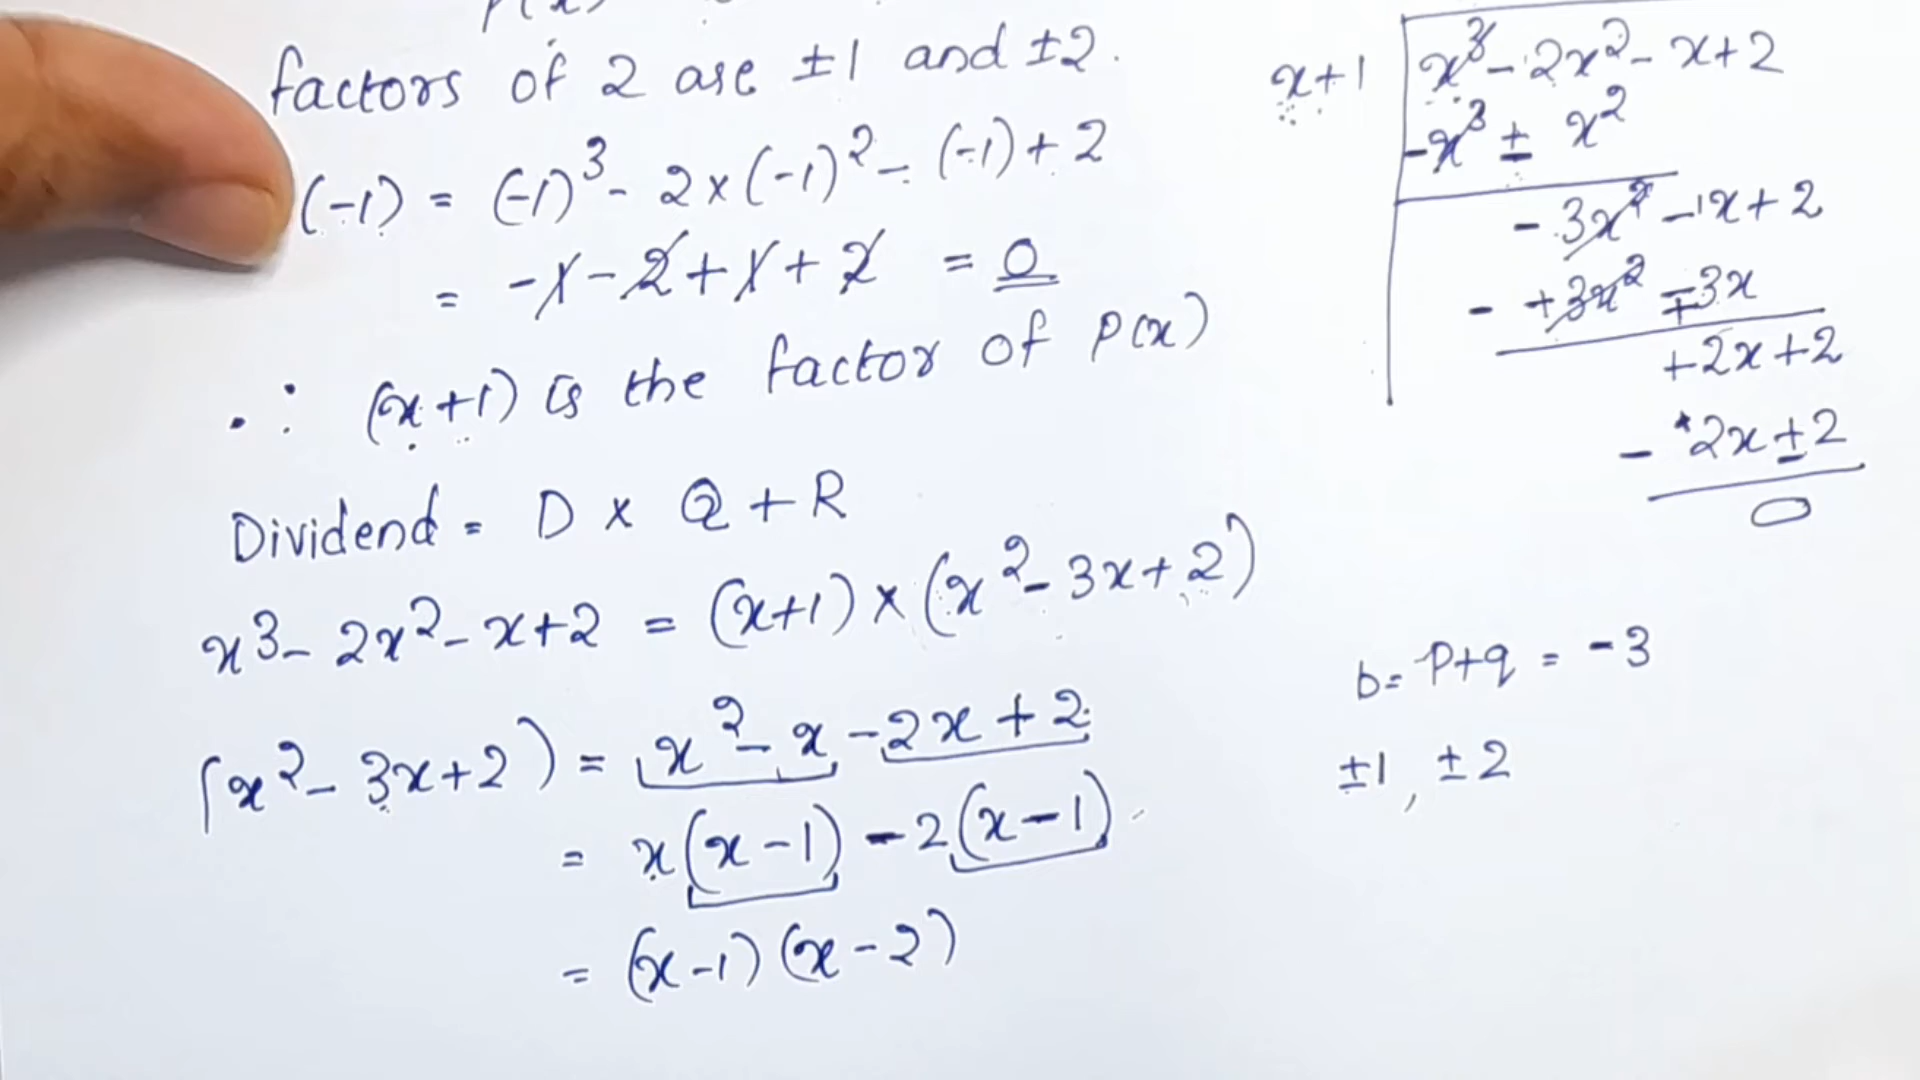 factors of 2 are ±1 and ±2.
(-1) = (-1)³ - 2×(-1)² - (-1) + 2
= -1 - 2 + 1 + 2 = 0
∴ (x+1) is the factor of P(x)
Dividend = D × Q + R
x³ - 2x² - x + 2 = (x+1) × (x² - 3x + 2)
(x² - 3x + 2) = x² - x - 2x + 2
= x(x-1) - 2(x-1)
= (x-1)(x-2)
x+1 x³ - 2x² - x + 2
-x³ ± x²
- 3x² - 1x + 2
- +3x² ∓ 3x
+2x + 2
- +2x ± 2
0
b = p+q = -3
±1, ±2